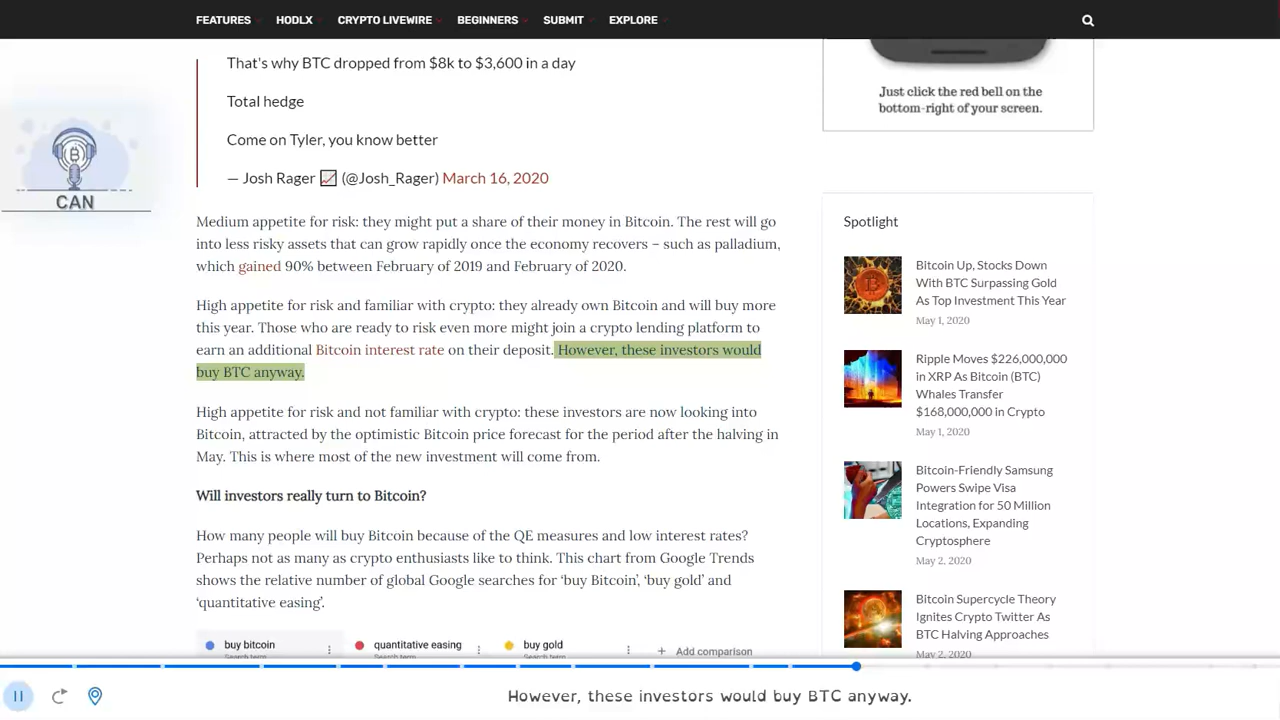 FEATURES HODLX CRYPTO LIVEWIRE BEGINNERS SUBMIT EXPLORE
That's why BTC dropped from $8k to $3,600 in a day
Total hedge
Come on Tyler, you know better
— Josh Rager 📈 (@Josh_Rager) March 16, 2020
CAN
Medium appetite for risk: they might put a share of their money in Bitcoin. The rest will go
into less risky assets that can grow rapidly once the economy recovers – such as palladium,
which gained 90% between February of 2019 and February of 2020.
High appetite for risk and familiar with crypto: they already own Bitcoin and will buy more
this year. Those who are ready to risk even more might join a crypto lending platform to
earn an additional Bitcoin interest rate on their deposit. However, these investors would
buy BTC anyway.
High appetite for risk and not familiar with crypto: these investors are now looking into
Bitcoin, attracted by the optimistic Bitcoin price forecast for the period after the halving in
May. This is where most of the new investment will come from.
Will investors really turn to Bitcoin?
How many people will buy Bitcoin because of the QE measures and low interest rates?
Perhaps not as many as crypto enthusiasts like to think. This chart from Google Trends
shows the relative number of global Google searches for ‘buy Bitcoin’, ‘buy gold’ and
‘quantitative easing’.
buy bitcoin quantitative easing buy gold + Add comparison
Search term Search term Search term
Just click the red bell on the
bottom-right of your screen.
Spotlight
Bitcoin Up, Stocks Down
With BTC Surpassing Gold
As Top Investment This Year
May 1, 2020
Ripple Moves $226,000,000
in XRP As Bitcoin (BTC)
Whales Transfer
$168,000,000 in Crypto
May 1, 2020
Bitcoin-Friendly Samsung
Powers Swipe Visa
Integration for 50 Million
Locations, Expanding
Cryptosphere
May 2, 2020
Bitcoin Supercycle Theory
Ignites Crypto Twitter As
BTC Halving Approaches
May 2, 2020
However, these investors would buy BTC anyway.